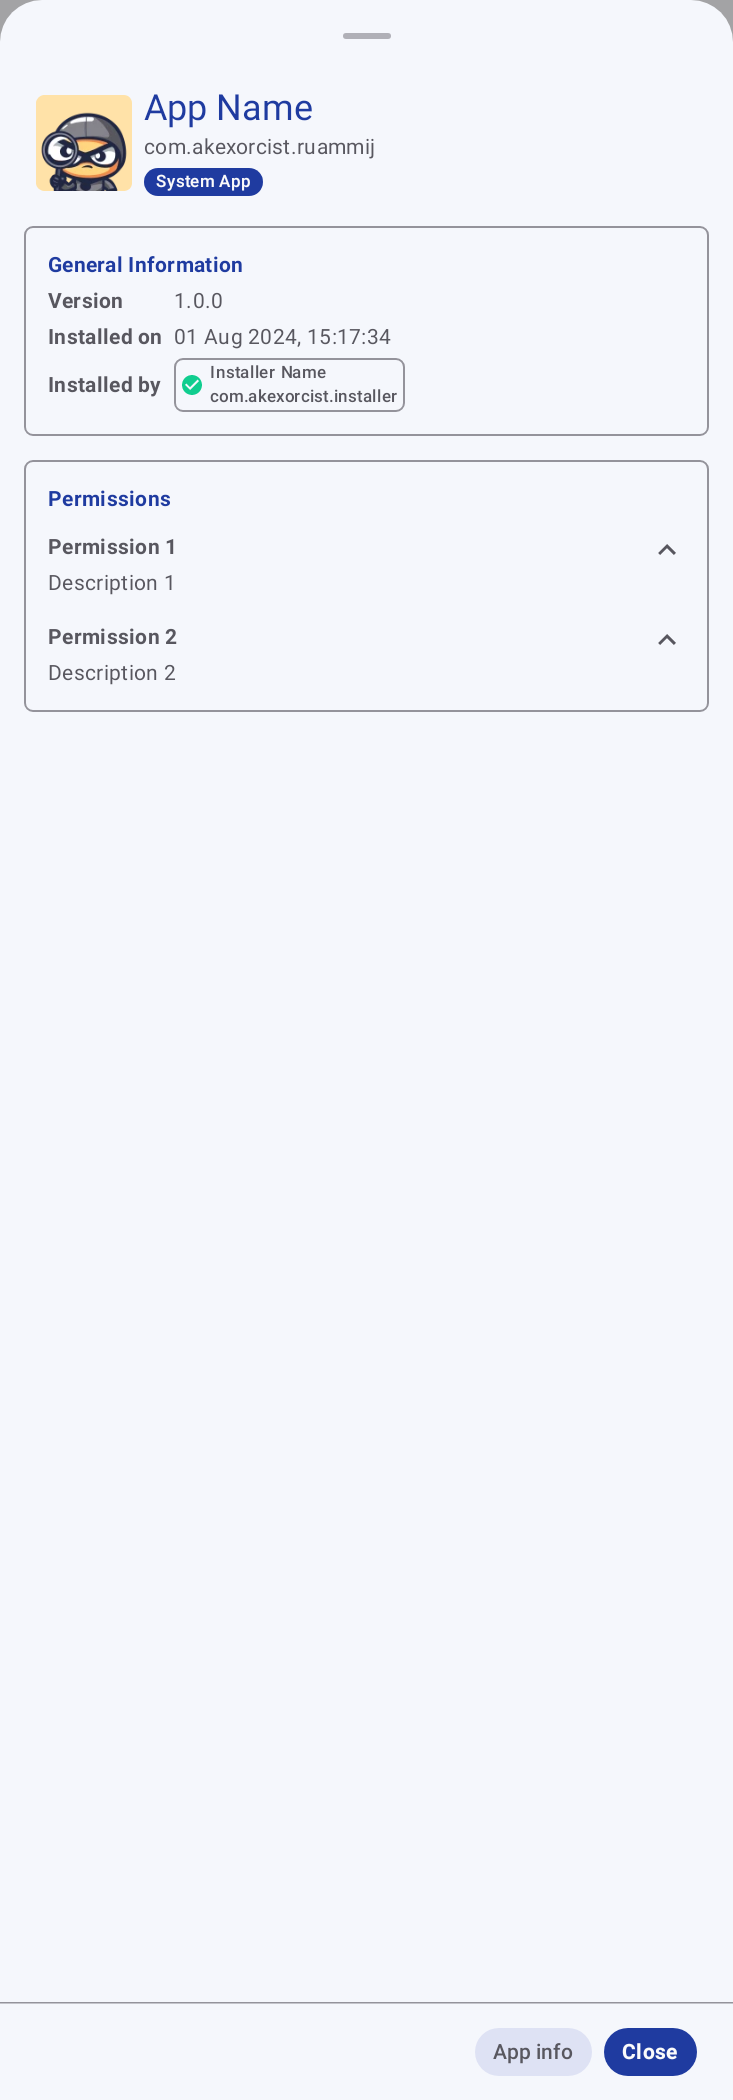 App Name
com.akexorcist.ruammij
System App
General Information
Version 1.0.0
Installed on 01 Aug 2024, 15:17:34
Installed by Installer Name
com.akexorcist.installer
Permissions
Permission 1
Description 1
Permission 2
Description 2
App info Close